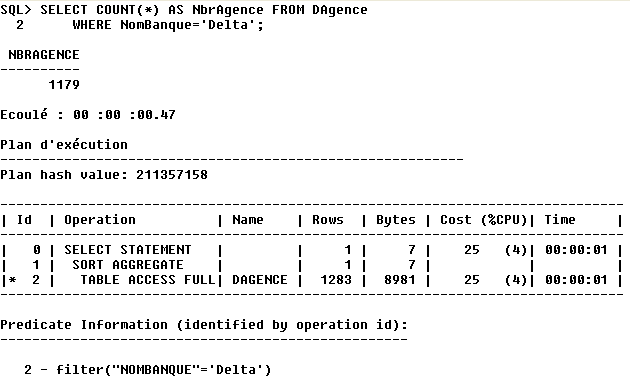 SQL> SELECT COUNT(*) AS NbrAgence FROM DAgence
  2      WHERE NomBanque='Delta';
 NBRAGENCE
----------
      1179
Ecoulé : 00 :00 :00.47
Plan d'exécution
----------------------------------------------------------
Plan hash value: 211357158
------------------------------------------------------------------------------
| Id  | Operation          | Name    | Rows  | Bytes | Cost (%CPU)| Time     |
------------------------------------------------------------------------------
|   0 | SELECT STATEMENT   |         |     1 |     7 |    25   (4)| 00:00:01 |
|   1 |  SORT AGGREGATE    |         |     1 |     7 |            |          |
|*  2 |   TABLE ACCESS FULL| DAGENCE |  1283 |  8981 |    25   (4)| 00:00:01 |
------------------------------------------------------------------------------
Predicate Information (identified by operation id):
---------------------------------------------------
   2 - filter("NOMBANQUE"='Delta')